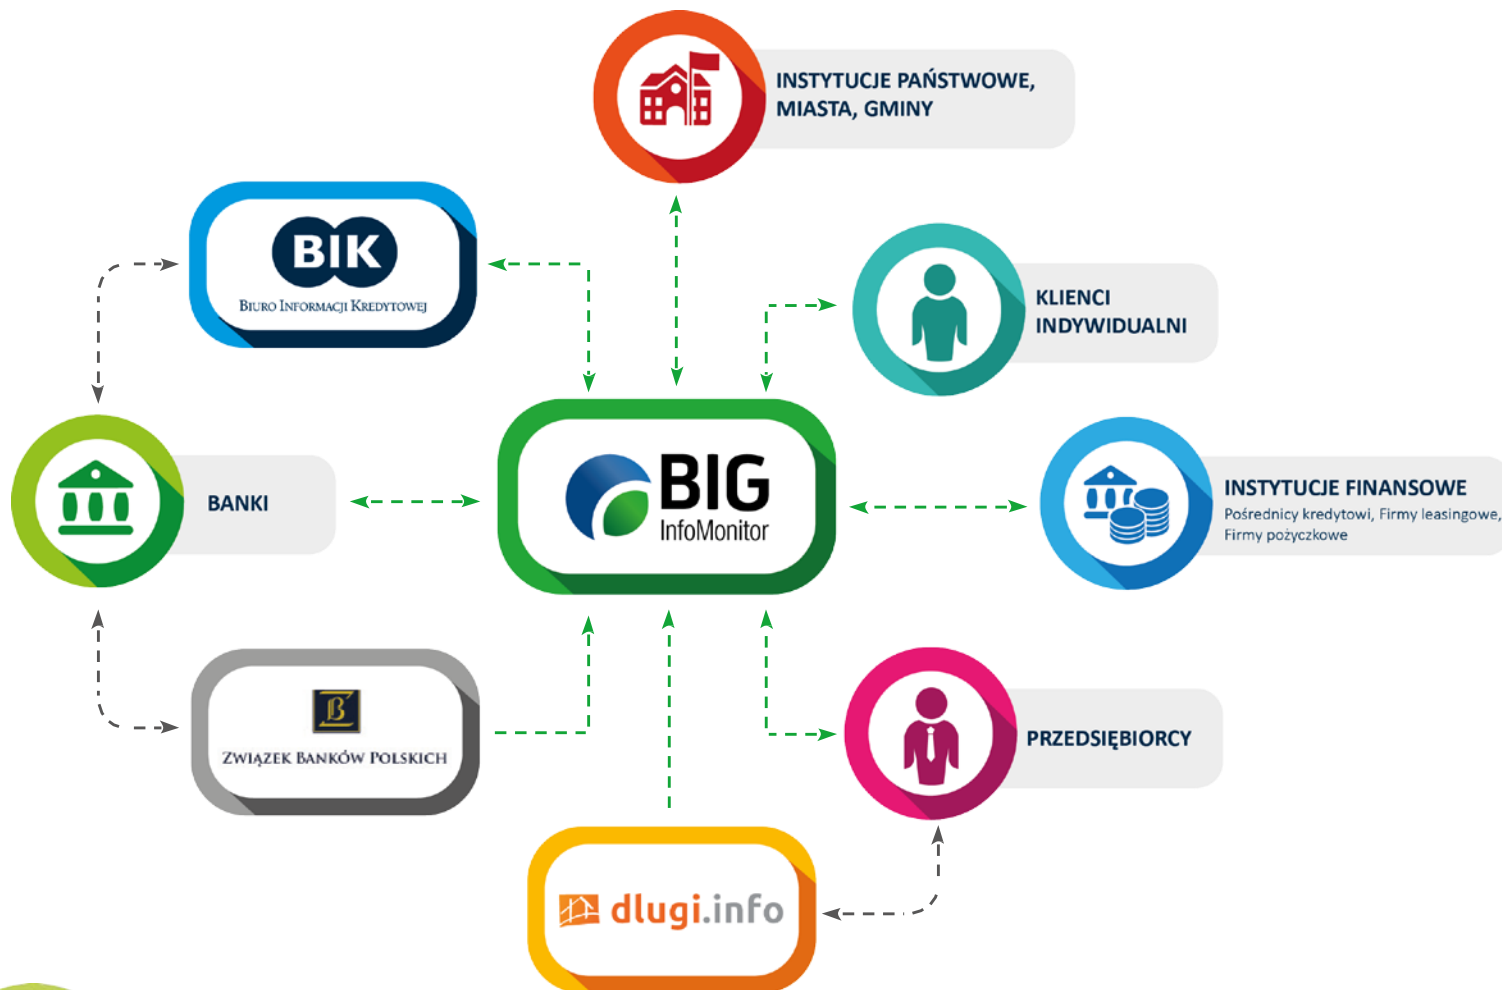 INSTYTUCJE PAŃSTWOWE,
MIASTA, GMINY
BIK
BIURO INFORMACJI KREDYTOWEJ
KLIENCI
INDYWIDUALNI
BANKI
BIG
InfoMonitor
INSTYTUCJE FINANSOWE
Pośrednicy kredytowi, Firmy leasingowe,
Firmy pożyczkowe
B
ZWIĄZEK BANKÓW POLSKICH
PRZEDSIĘBIORCY
dlugi.info